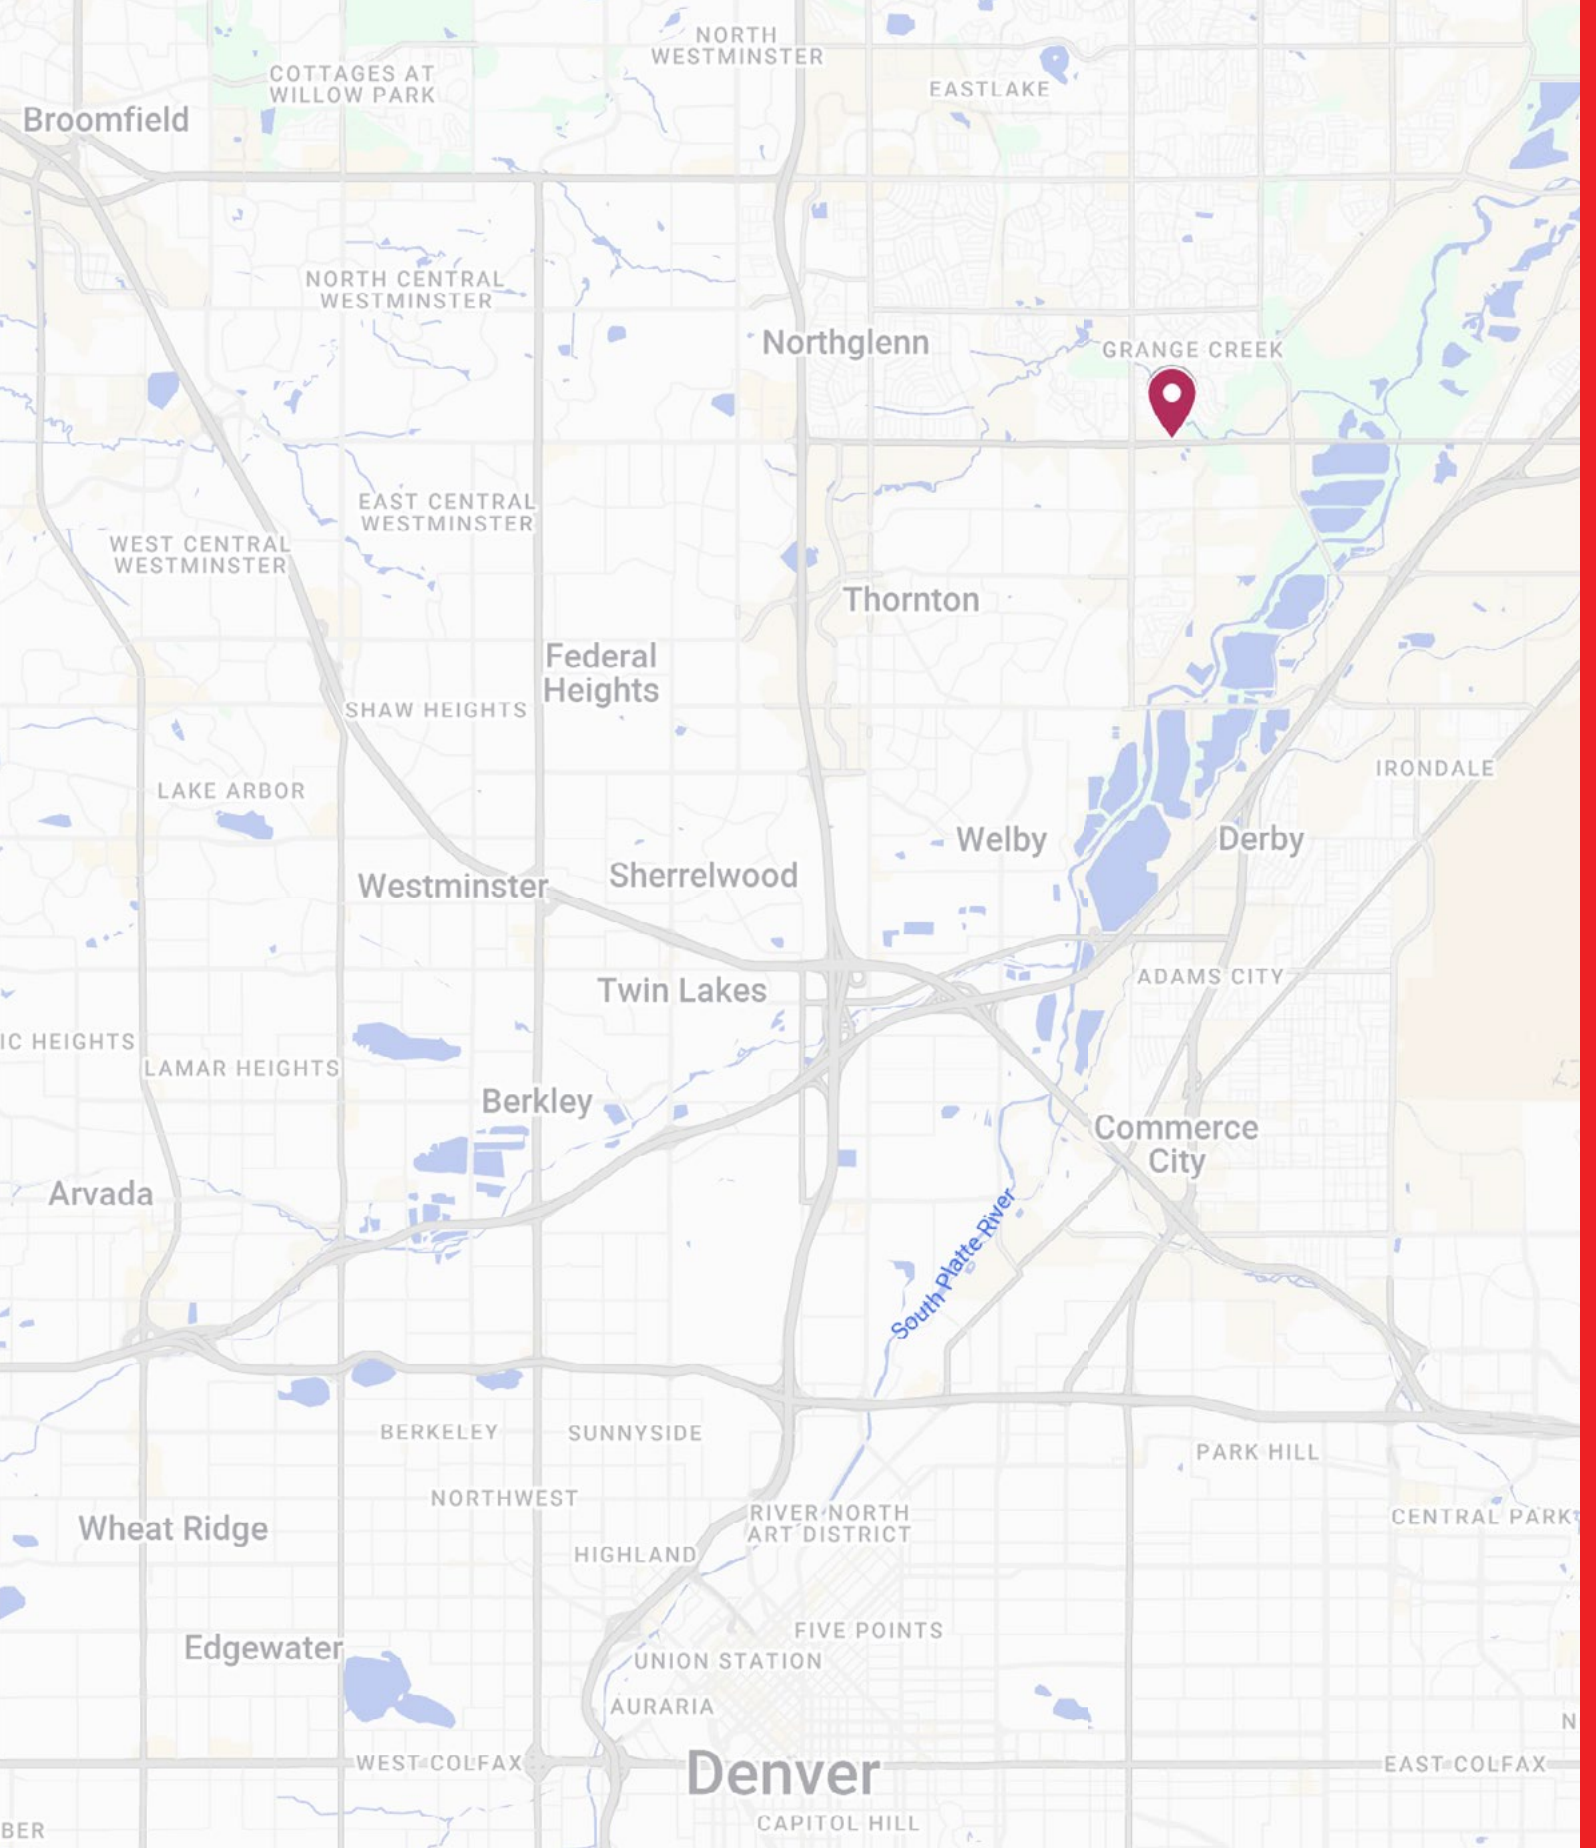 NORTH
WESTMINSTER
COTTAGES AT
WILLOW PARK
EASTLAKE
Broomfield
NORTH CENTRAL
WESTMINSTER
Northglenn
GRANGE CREEK
EAST CENTRAL
WESTMINSTER
WEST CENTRAL
WESTMINSTER
Thornton
Federal
Heights
SHAW HEIGHTS
IRONDALE
LAKE ARBOR
Welby
Derby
Sherrelwood
Westminster
Twin Lakes
ADAMS CITY
IC HEIGHTS
LAMAR HEIGHTS
Berkley
Commerce
City
Arvada
South Platte River
BERKELEY
SUNNYSIDE
PARK HILL
NORTHWEST
RIVER NORTH
ART DISTRICT
CENTRAL PARK
Wheat Ridge
HIGHLAND
FIVE POINTS
Edgewater
UNION STATION
AURARIA
N
WEST COLFAX
Denver
EAST COLFAX
CAPITOL HILL
BER